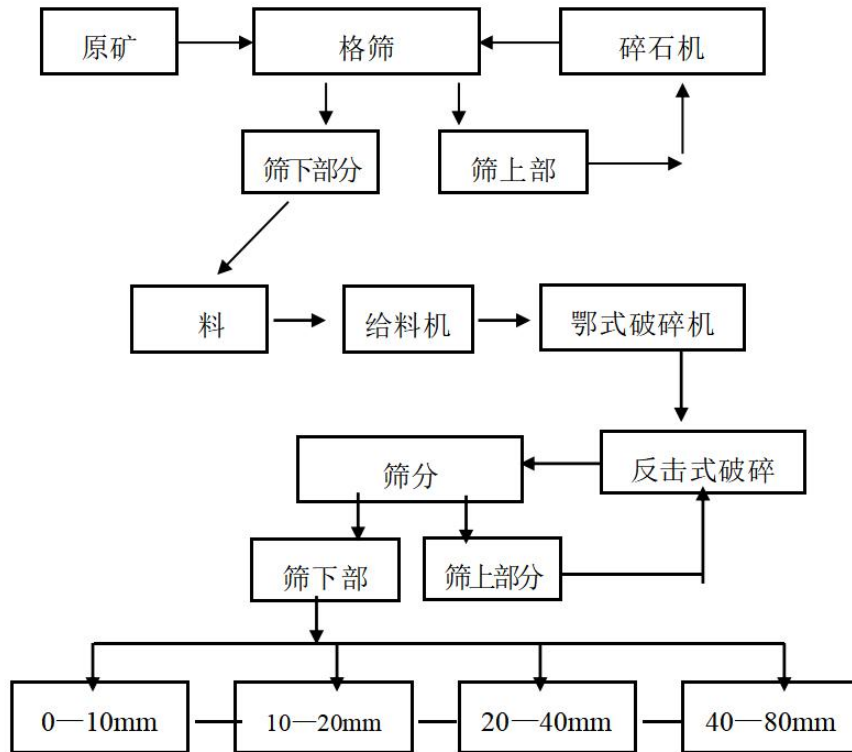 原矿
格筛
碎石机
筛下部分
筛上部
料
给料机
鄂式破碎机
筛分
反击式破碎
筛下部
筛上部分
0—10mm
10—20mm
20—40mm
40—80mm